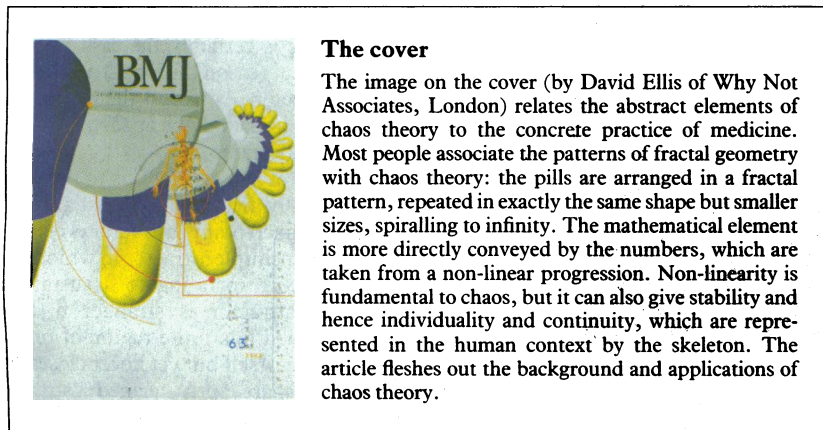 BMJ
63
The cover
The image on the cover (by David Ellis of Why Not
Associates, London) relates the abstract elements of
chaos theory to the concrete practice of medicine.
Most people associate the patterns of fractal geometry
with chaos theory: the pills are arranged in a fractal
pattern, repeated in exactly the same shape but smaller
sizes, spiralling to infinity. The mathematical element
is more directly conveyed by the numbers, which are
taken from a non-linear progression. Non-linearity is
fundamental to chaos, but it can also give stability and
hence individuality and continuity, which are repre-
sented in the human context by the skeleton. The
article fleshes out the background and applications of
chaos theory.